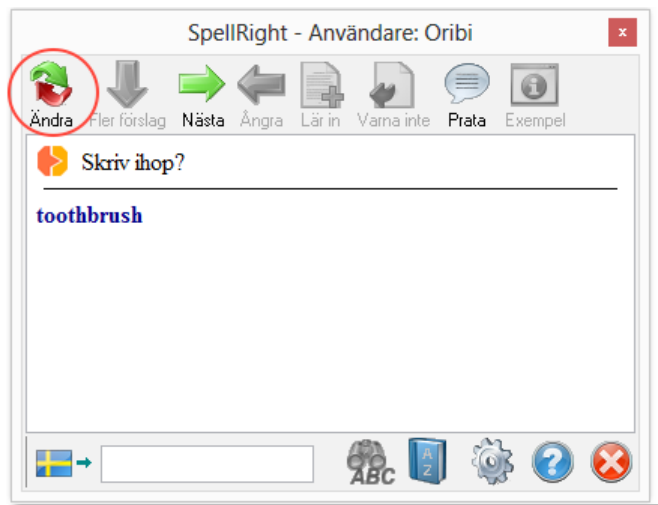 SpellRight - Användare: Oribi
x
Ändra Fler förslag Nästa Ångra Lär in Varna inte Prata Exempel
Skriv ihop?
toothbrush
ABC
A
Z
?